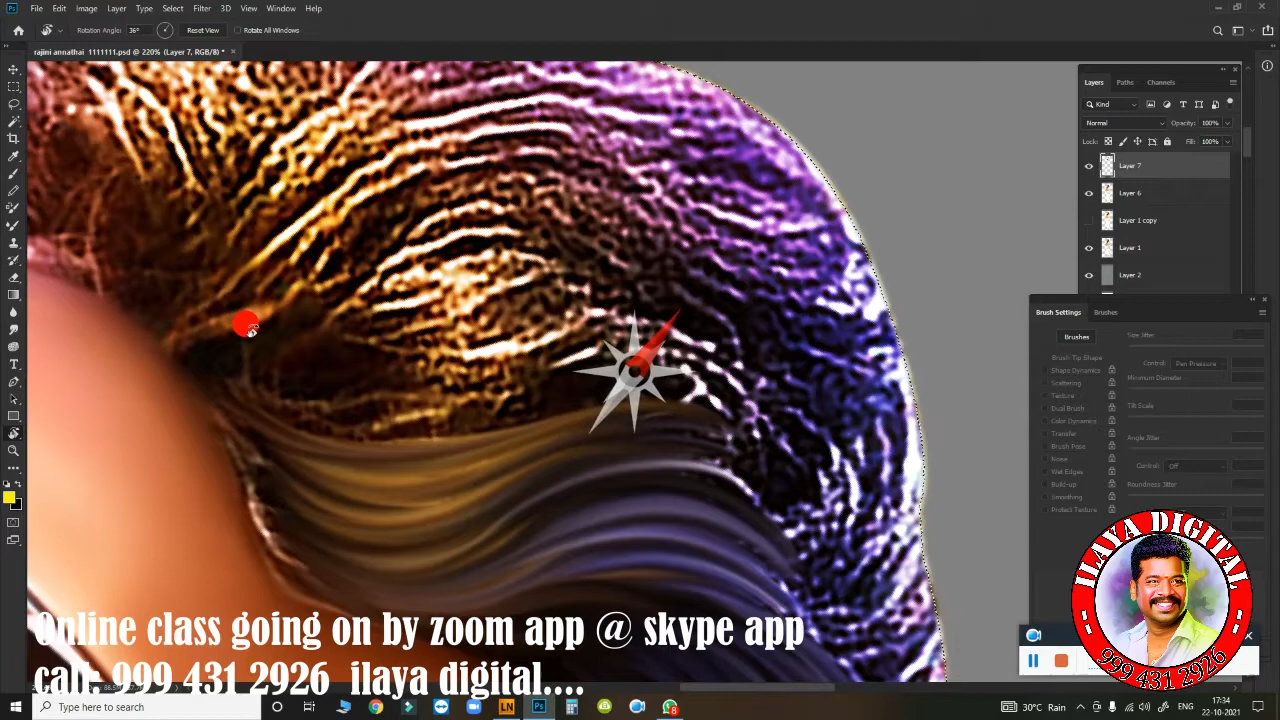 File Edit Image Layer Type Select Filter 3D View Window Help
Rotation Angle: 36° Reset View Rotate All Windows
rajini annathai 1111111.psd @ 220% (Layer 7, RGB/8) *
Layers Paths Channels
Kind
Normal Opacity: 100%
Lock: Fill: 100%
Layer 7
Layer 6
Layer 1 copy
Layer 1
Layer 2
Brush Settings Brushes
Brushes Size Jitter
Brush Tip Shape Control: Pen Pressure
Shape Dynamics Minimum Diameter
Scattering
Texture
Dual Brush Tilt Scale
Color Dynamics
Transfer Angle Jitter
Brush Pose
Noise Control: Off
Wet Edges
Build-up Roundness Jitter
Smoothing
Protect Texture
ILAYA DIGITAL
999 431 2926
Online class going on by zoom app @ skype app
call: 999 431 2926 ilaya digital....
Type here to search
LN
Ps
8
30°C Rain
ENG
17:34
22-10-2021